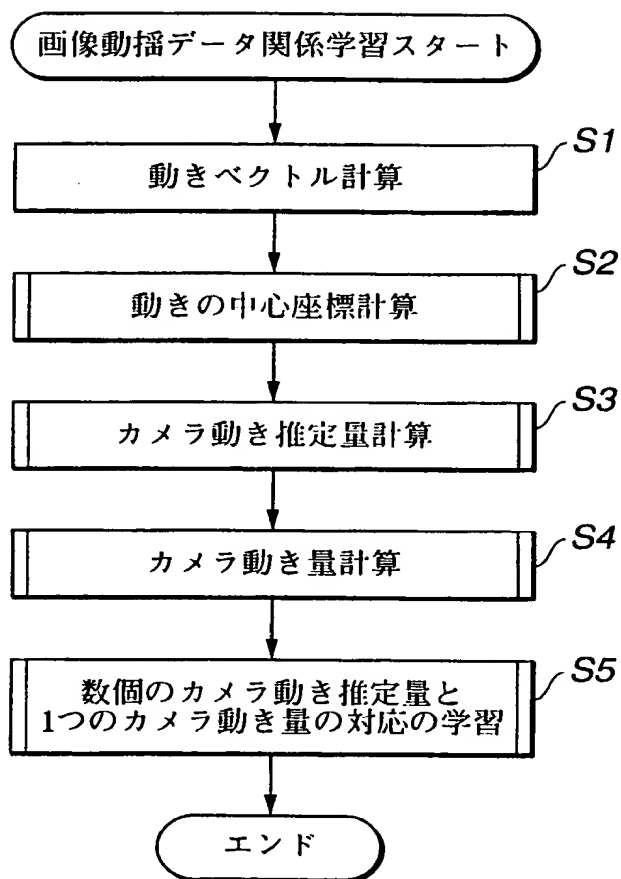 画像動揺データ関係学習スタート
S1
動きベクトル計算
S2
動きの中心座標計算
S3
カメラ動き推定量計算
S4
カメラ動き量計算
S5
数個のカメラ動き推定量と
1つのカメラ動き量の対応の学習
エンド